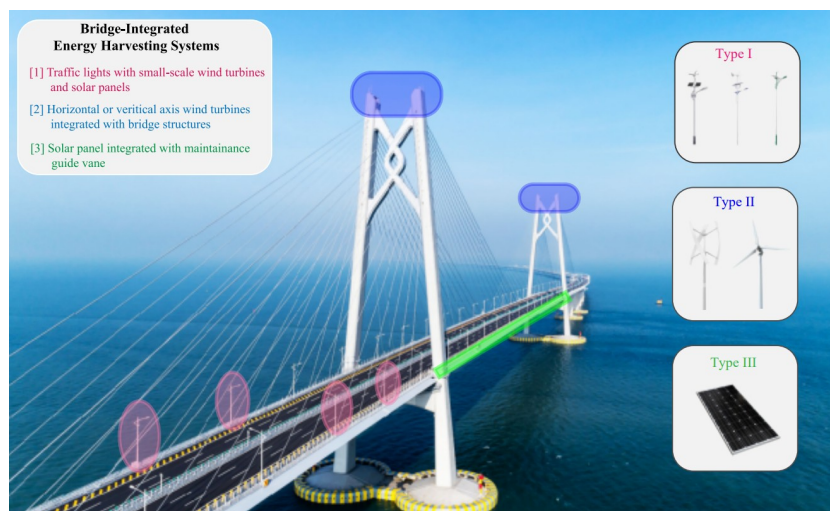 Bridge-Integrated
Energy Harvesting Systems
[1] Traffic lights with small-scale wind turbines
and solar panels
[2] Horizontal or veritical axis wind turbines
integrated with bridge structures
[3] Solar panel integrated with maintainance
guide vane
Type I
Type II
Type III